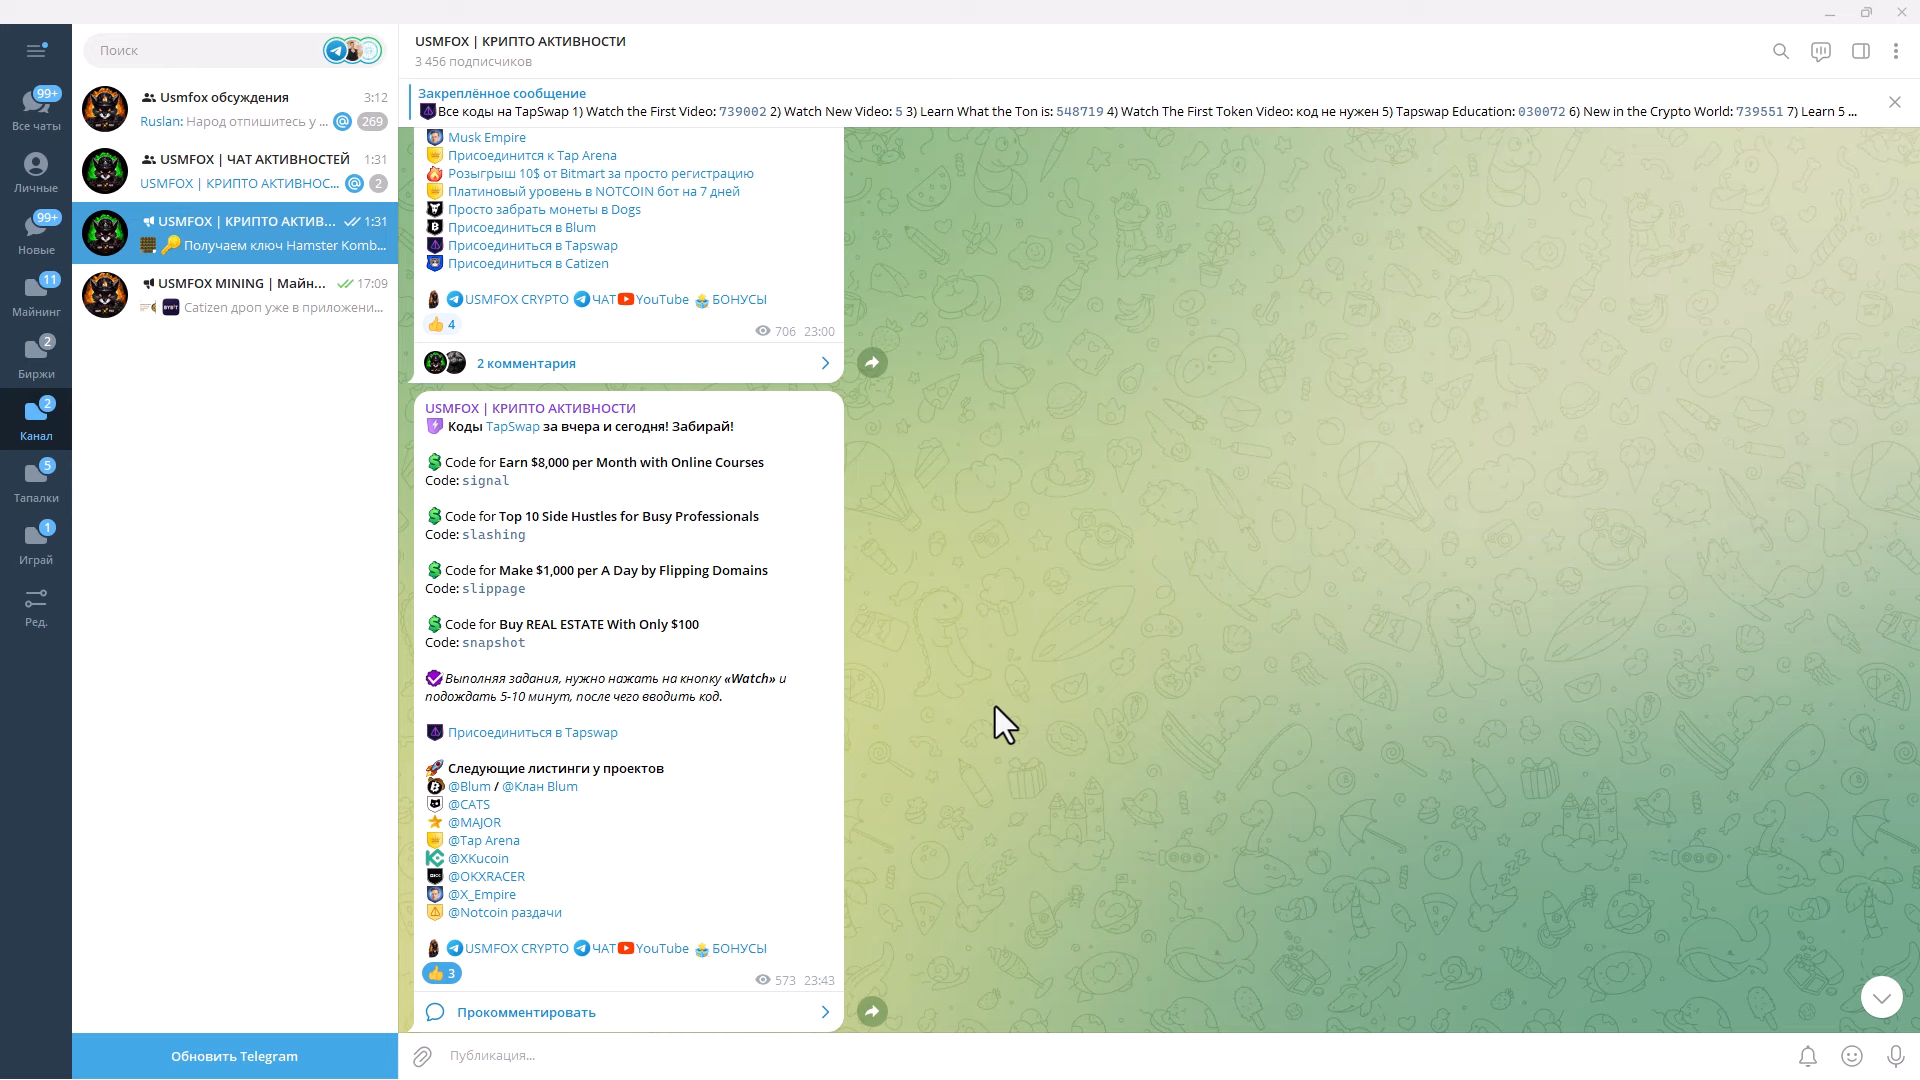 99+
Все чаты
Личные
99+
Новые
11
Майнинг
2
Биржи
2
Канал
5
Тапалки
1
Играй
Ред.
Поиск
Usmfox обсуждения 3:12
Ruslan: Народ отпишитесь у ... @ 269
USMFOX | ЧАТ АКТИВНОСТЕЙ 1:31
USMFOX | КРИПТО АКТИВНОС... @ 2
USMFOX | КРИПТО АКТИВ... 1:31
Получаем ключ Hamster Komb...
USMFOX MINING | Майн... 17:09
Catizen дроп уже в приложени...
Обновить Telegram
USMFOX | КРИПТО АКТИВНОСТИ
3 456 подписчиков
Закреплённое сообщение
Все коды на TapSwap 1) Watch the First Video: 739002 2) Watch New Video: 5 3) Learn What the Ton is: 548719 4) Watch The First Token Video: код не нужен 5) Tapswap Education: 030072 6) New in the Crypto World: 739551 7) Learn 5 ...
Musk Empire
Присоединится к Tap Arena
Розыгрыш 10$ от Bitmart за просто регистрацию
Платиновый уровень в NOTCOIN бот на 7 дней
Просто забрать монеты в Dogs
Присоединиться в Blum
Присоединиться в Tapswap
Присоединиться в Catizen
USMFOX CRYPTO ЧАТ YouTube БОНУСЫ
4
706 23:00
2 комментария
USMFOX | КРИПТО АКТИВНОСТИ
Коды TapSwap за вчера и сегодня! Забирай!
Code for Earn $8,000 per Month with Online Courses
Code: signal
Code for Top 10 Side Hustles for Busy Professionals
Code: slashing
Code for Make $1,000 per A Day by Flipping Domains
Code: slippage
Code for Buy REAL ESTATE With Only $100
Code: snapshot
Выполняя задания, нужно нажать на кнопку «Watch» и
подождать 5-10 минут, после чего вводить код.
Присоединиться в Tapswap
Следующие листинги у проектов
@Blum / @Клан Blum
@CATS
@MAJOR
@Tap Arena
@XKucoin
@OKXRACER
@X_Empire
@Notcoin раздачи
USMFOX CRYPTO ЧАТ YouTube БОНУСЫ
3
573 23:43
Прокомментировать
Публикация...